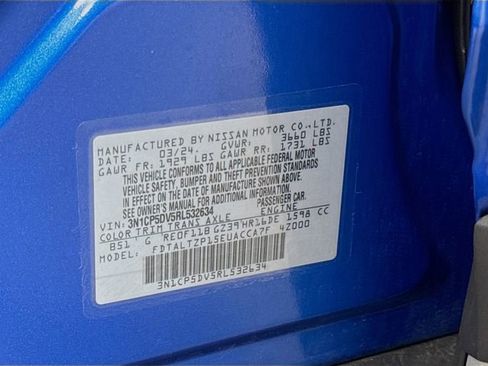 MANUFACTURED BY NISSAN MOTOR CO.,LTD.
DATE: 03/24. GVWR: 3660 LBS
GAWR FR: 1929 LBS GAWR RR: 1731 LBS
THIS VEHICLE CONFORMS TO ALL APPLICABLE FEDERAL MOTOR
VEHICLE SAFETY, BUMPER AND THEFT PREVENTION STANDARDS
IN EFFECT ON THE DATE OF MANUFACTURE SHOWN ABOVE.
SEE OWNER'S MANUAL FOR ADDITIONAL INFORMATION
VIN: 3N1CP5DV5RL532634 PASSENGER CAR
COLOR TRIM TRANS AXLE ENGINE
B51 G RE0F11B G239 HR16DE 1598 CC
MODEL: FDTALTZP15EUACCA7F 4Z000
3N1CP5DV5RL532634